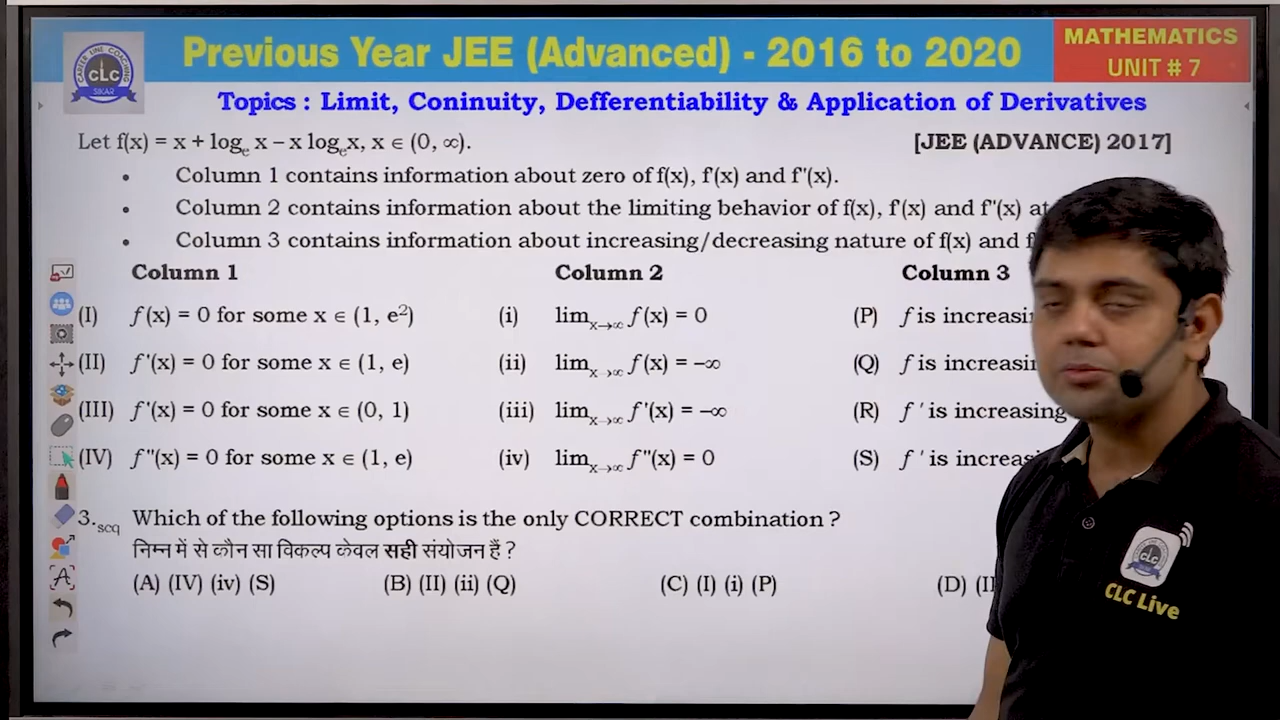 Previous Year JEE (Advanced) - 2016 to 2020
MATHEMATICS
UNIT # 7
CAREER LINE COACHING
CLC
SIKAR
Topics : Limit, Coninuity, Defferentiability & Application of Derivatives
Let f(x) = x + logₑ x – x logₑx, x ∈ (0, ∞).
[JEE (ADVANCE) 2017]
• Column 1 contains information about zero of f(x), f'(x) and f"(x).
• Column 2 contains information about the limiting behavior of f(x), f'(x) and f"(x) at
• Column 3 contains information about increasing/decreasing nature of f(x) and
Column 1 Column 2 Column 3
(I) f(x) = 0 for some x ∈ (1, e²) (i) limₓ→∞ f(x) = 0 (P) f is
(II) f'(x) = 0 for some x ∈ (1, e) (ii) limₓ→∞ f(x) = –∞ (Q) f is
(III) f'(x) = 0 for some x ∈ (0, 1) (iii) limₓ→∞ f'(x) = –∞ (R) f ' is increasing
(IV) f"(x) = 0 for some x ∈ (1, e) (iv) limₓ→∞ f"(x) = 0 (S) f ' is
3. scq Which of the following options is the only CORRECT combination ?
निम्न में से कौन सा विकल्प केवल सही संयोजन हैं ?
(A) (IV) (iv) (S) (B) (II) (ii) (Q) (C) (I) (i) (P) (D)
CLC Live